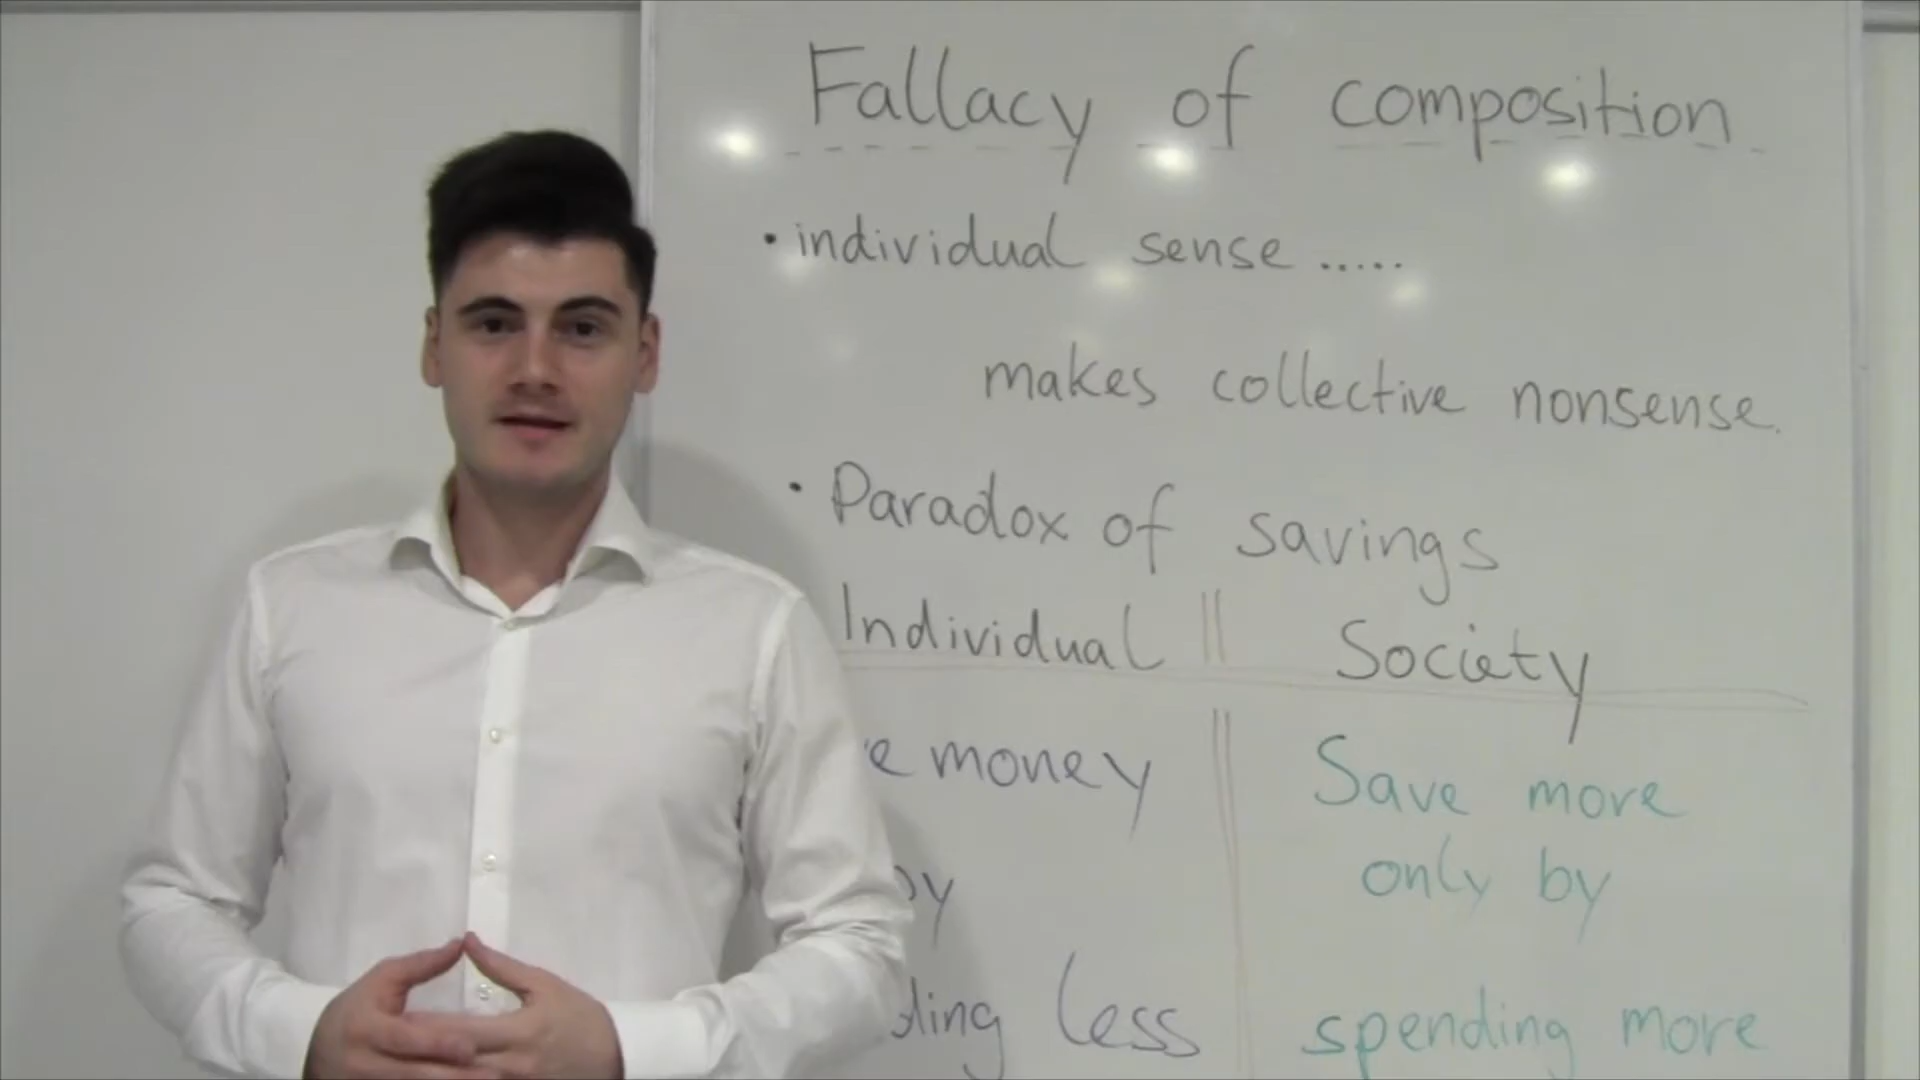 Fallacy of composition
• individual sense .....
makes collective nonsense.
• Paradox of savings
Individual || Society
money
Save more
only by
less
spending more